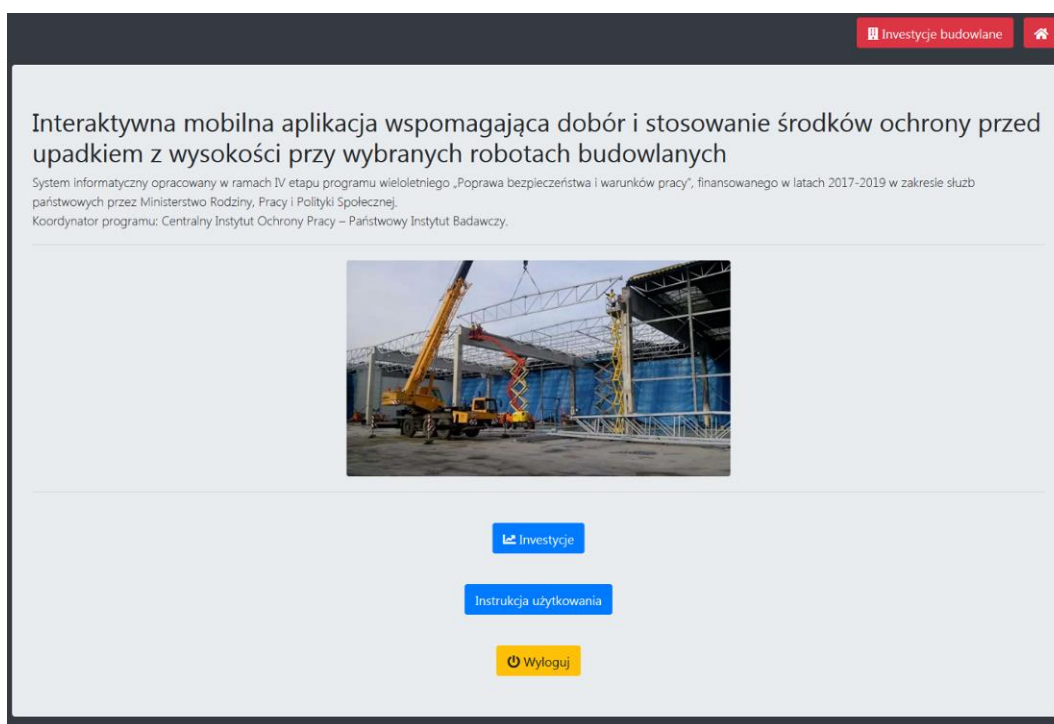 Investycje budowlane
Interaktywna mobilna aplikacja wspomagająca dobór i stosowanie środków ochrony przed
upadkiem z wysokości przy wybranych robotach budowlanych
System informatyczny opracowany w ramach IV etapu programu wieloletniego „Poprawa bezpieczeństwa i warunków pracy”, finansowanego w latach 2017-2019 w zakresie służb
państwowych przez Ministerstwo Rodziny, Pracy i Polityki Społecznej.
Koordynator programu: Centralny Instytut Ochrony Pracy – Państwowy Instytut Badawczy.
Investycje
Instrukcja użytkowania
Wyloguj